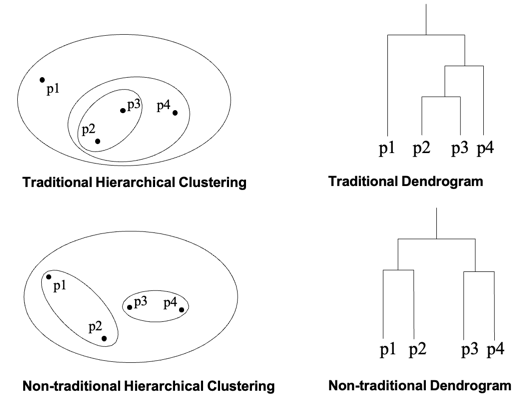 p1
p3
p4
p2
Traditional Hierarchical Clustering
p1 p2 p3 p4
Traditional Dendrogram
p1
p3 p4
p2
Non-traditional Hierarchical Clustering
p1 p2 p3 p4
Non-traditional Dendrogram